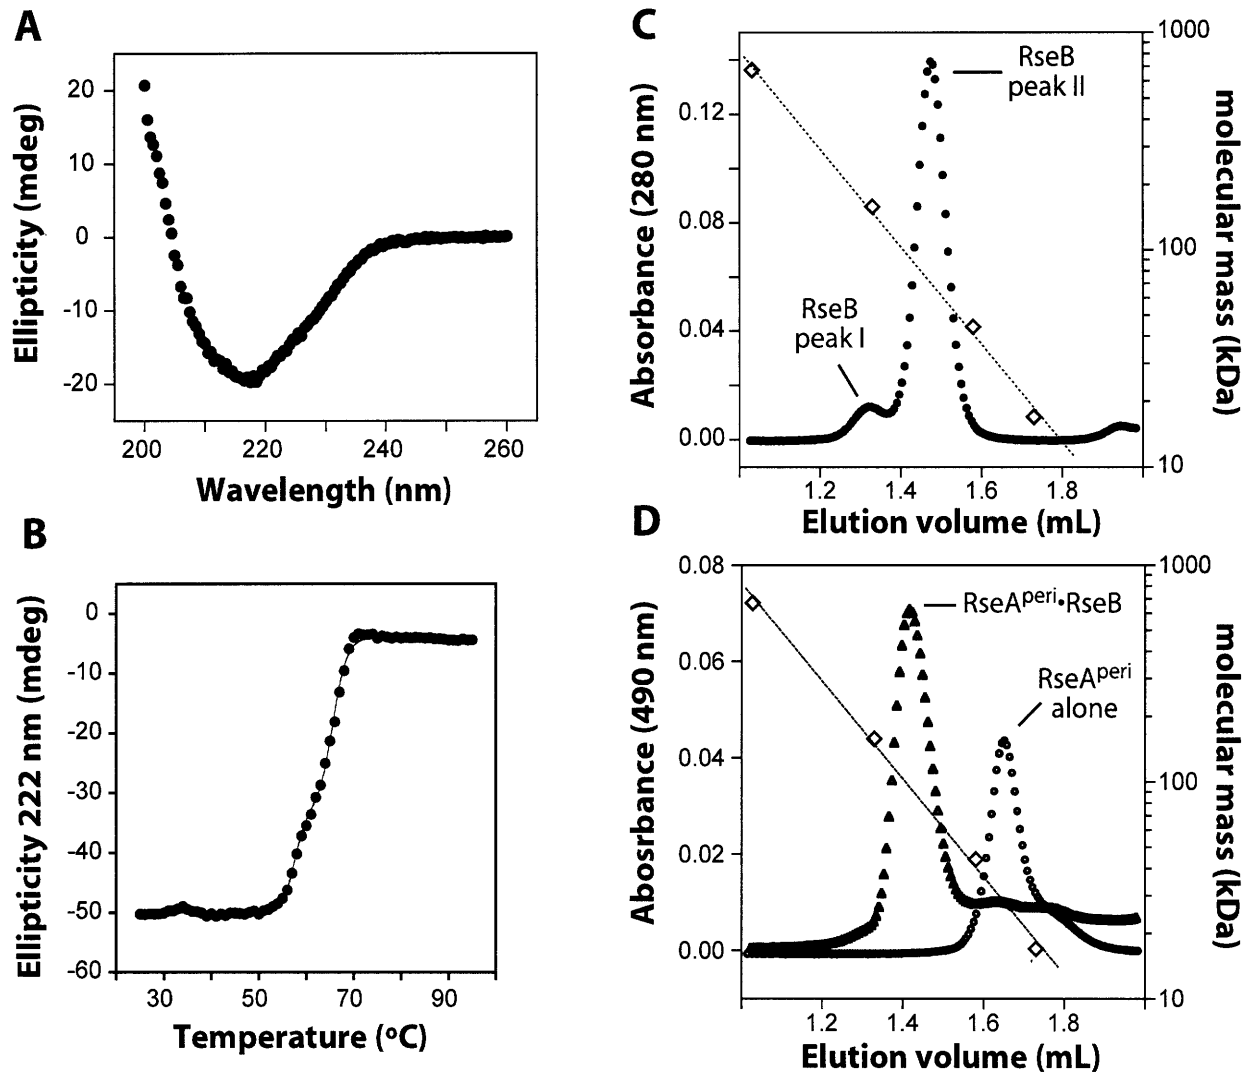 A
Ellipticity (mdeg)
20
10
0
-10
-20
200
220
240
260
Wavelength (nm)
B
Ellipticity 222 nm (mdeg)
0
-10
-20
-30
-40
-50
-60
30
50
70
90
Temperature (ºC)
C
Absorbance (280 nm)
0.12
0.08
0.04
0.00
RseB
peak II
RseB
peak I
1000
100
10
molecular mass (kDa)
1.2
1.4
1.6
1.8
Elution volume (mL)
D
Abosrbance (490 nm)
0.08
0.06
0.04
0.02
0.00
RseAperi•RseB
RseAperi
alone
1000
100
10
molecular mass (kDa)
1.2
1.4
1.6
1.8
Elution volume (mL)